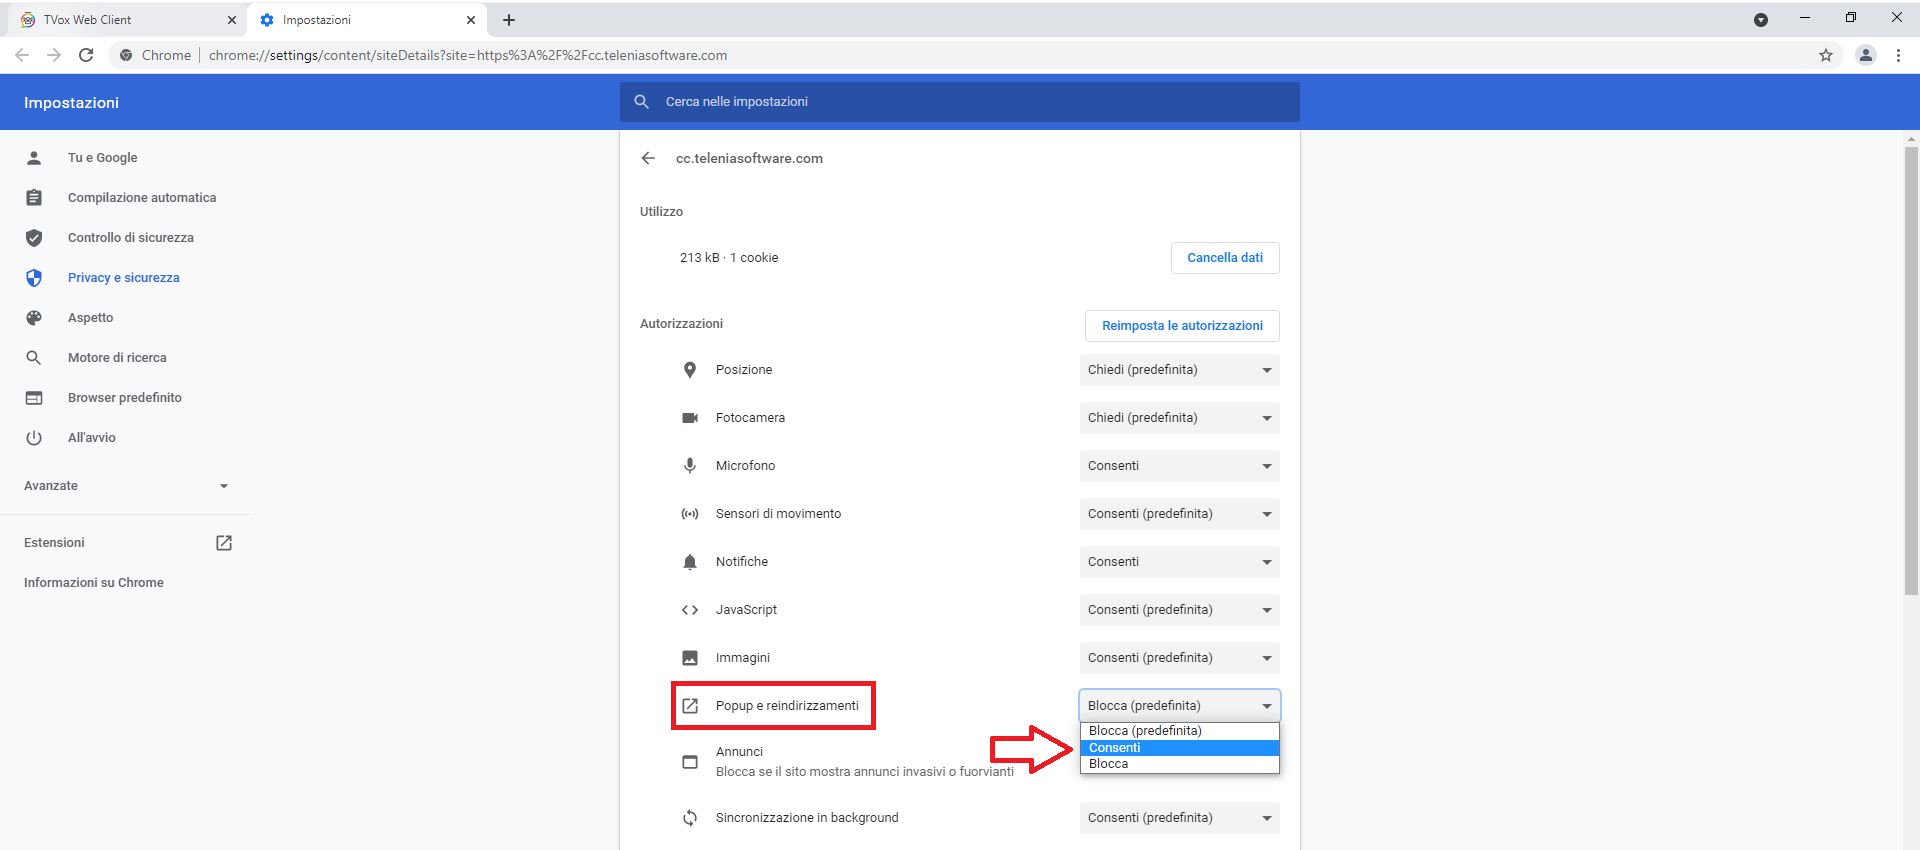 TVox Web Client
Impostazioni
Chrome
chrome://settings/content/siteDetails?site=https%3A%2F%2Fcc.teleniasoftware.com
Impostazioni
Cerca nelle impostazioni
Tu e Google
Compilazione automatica
Controllo di sicurezza
Privacy e sicurezza
Aspetto
Motore di ricerca
Browser predefinito
All'avvio
Avanzate
Estensioni
Informazioni su Chrome
cc.teleniasoftware.com
Utilizzo
213 kB · 1 cookie
Cancella dati
Autorizzazioni
Reimposta le autorizzazioni
Posizione
Chiedi (predefinita)
Fotocamera
Chiedi (predefinita)
Microfono
Consenti
Sensori di movimento
Consenti (predefinita)
Notifiche
Consenti
JavaScript
Consenti (predefinita)
Immagini
Consenti (predefinita)
Popup e reindirizzamenti
Blocca (predefinita)
Blocca (predefinita)
Consenti
Blocca
Annunci
Blocca se il sito mostra annunci invasivi o fuorvianti
Sincronizzazione in background
Consenti (predefinita)